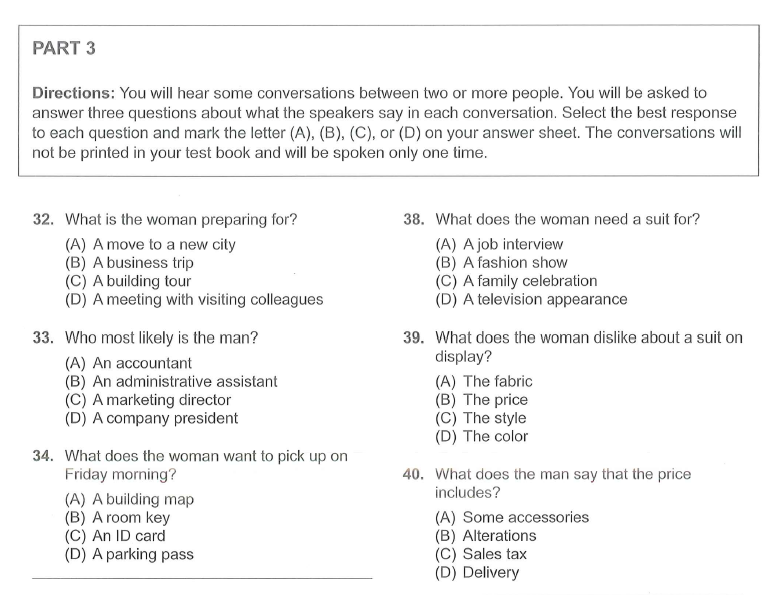 PART 3
Directions: You will hear some conversations between two or more people. You will be asked to
answer three questions about what the speakers say in each conversation. Select the best response
to each question and mark the letter (A), (B), (C), or (D) on your answer sheet. The conversations will
not be printed in your test book and will be spoken only one time.
32. What is the woman preparing for?
(A) A move to a new city
(B) A business trip
(C) A building tour
(D) A meeting with visiting colleagues
33. Who most likely is the man?
(A) An accountant
(B) An administrative assistant
(C) A marketing director
(D) A company president
34. What does the woman want to pick up on
Friday morning?
(A) A building map
(B) A room key
(C) An ID card
(D) A parking pass
38. What does the woman need a suit for?
(A) A job interview
(B) A fashion show
(C) A family celebration
(D) A television appearance
39. What does the woman dislike about a suit on
display?
(A) The fabric
(B) The price
(C) The style
(D) The color
40. What does the man say that the price
includes?
(A) Some accessories
(B) Alterations
(C) Sales tax
(D) Delivery